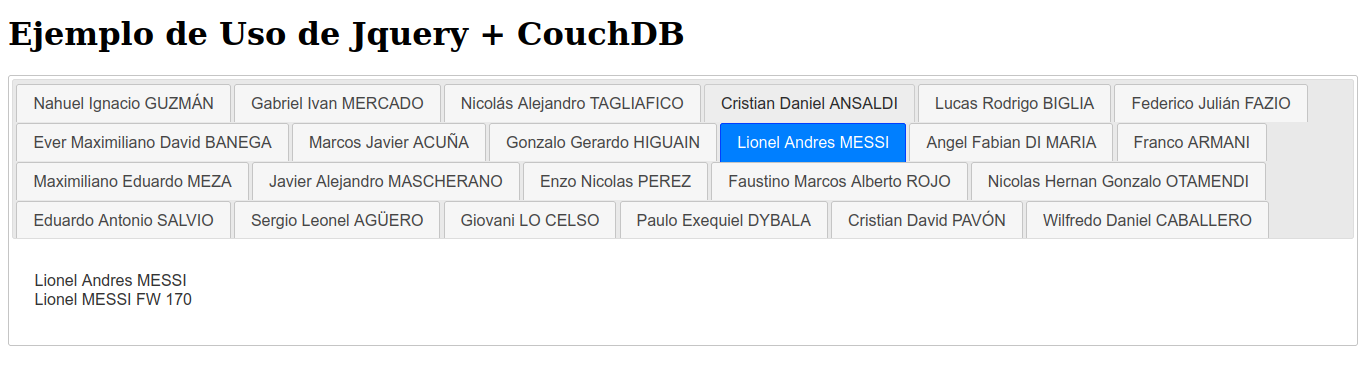 Ejemplo de Uso de Jquery + CouchDB
Nahuel Ignacio GUZMÁN Gabriel Ivan MERCADO Nicolás Alejandro TAGLIAFICO Cristian Daniel ANSALDI Lucas Rodrigo BIGLIA Federico Julián FAZIO
Ever Maximiliano David BANEGA Marcos Javier ACUÑA Gonzalo Gerardo HIGUAIN Lionel Andres MESSI Angel Fabian DI MARIA Franco ARMANI
Maximiliano Eduardo MEZA Javier Alejandro MASCHERANO Enzo Nicolas PEREZ Faustino Marcos Alberto ROJO Nicolas Hernan Gonzalo OTAMENDI
Eduardo Antonio SALVIO Sergio Leonel AGÜERO Giovani LO CELSO Paulo Exequiel DYBALA Cristian David PAVÓN Wilfredo Daniel CABALLERO
Lionel Andres MESSI
Lionel MESSI FW 170